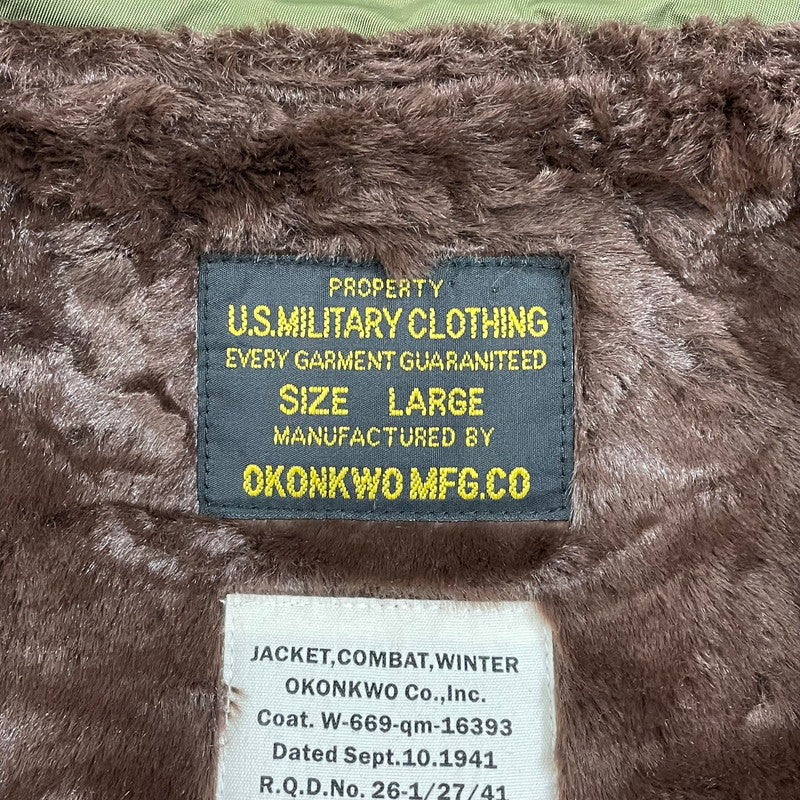 PROPERTY
U.S.MILITARY CLOTHING
EVERY GARMENT GUARANTEED
SIZE LARGE
MANUFACTURED BY
OKONKWO MFG.CO
JACKET,COMBAT,WINTER
OKONKWO Co.,Inc.
Coat. W-669-qm-16393
Dated Sept.10.1941
R.Q.D.No. 26-1/27/41